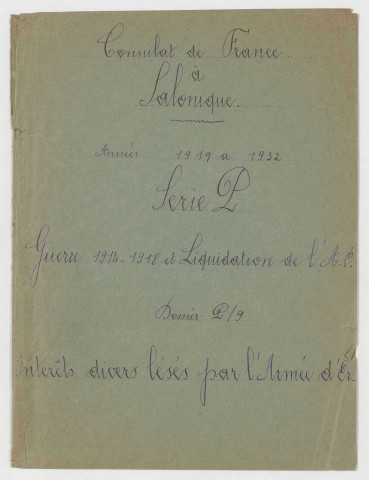 Consulat de France
à
Salonique.
Années 1919 a 1932
Serie P
Guerre 1914-1918 et Liquidation de l'A.O.
Dossier P/9
Intérêts divers lésés par l'Armée d'Or